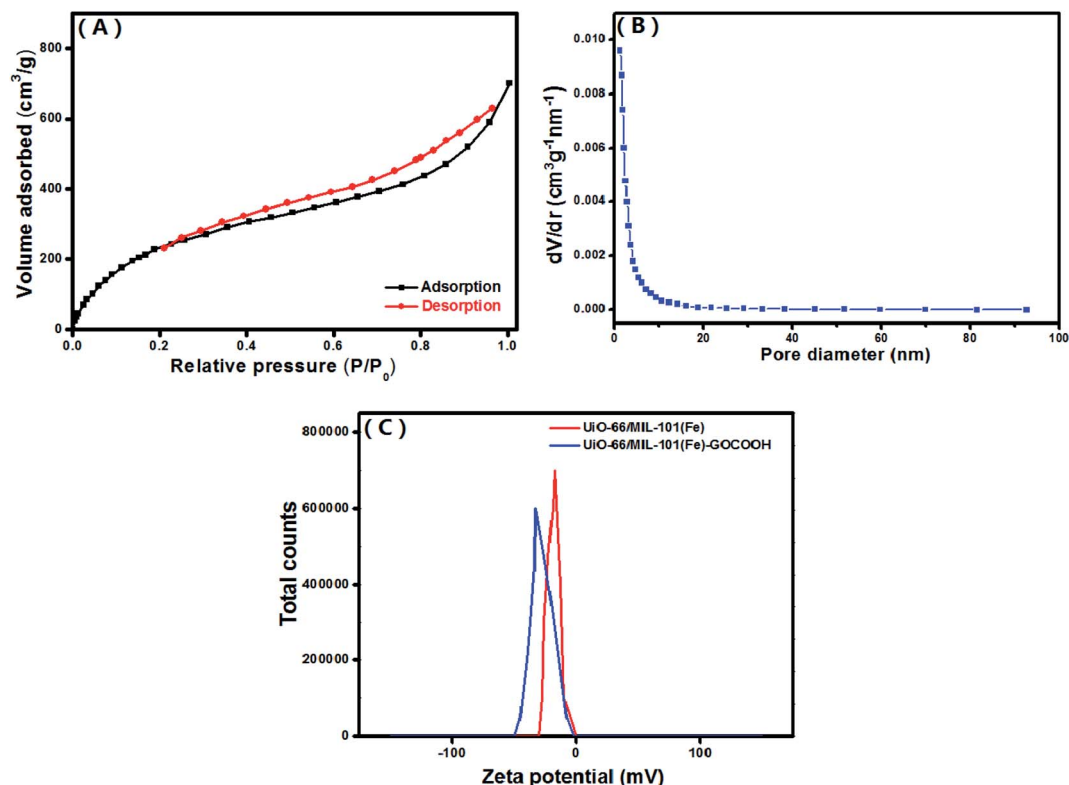 ( A )
800
600
400
200
0
Volume adsorbed (cm³/g)
0.0 0.2 0.4 0.6 0.8 1.0
Relative pressure (P/P₀)
Adsorption
Desorption
( B )
0.010
0.008
0.006
0.004
0.002
0.000
dV/dr (cm³g⁻¹nm⁻¹)
0 20 40 60 80 100
Pore diameter (nm)
( C )
UiO-66/MIL-101(Fe)
UiO-66/MIL-101(Fe)-GOCOOH
800000
600000
400000
200000
0
Total counts
-100 0 100
Zeta potential (mV)